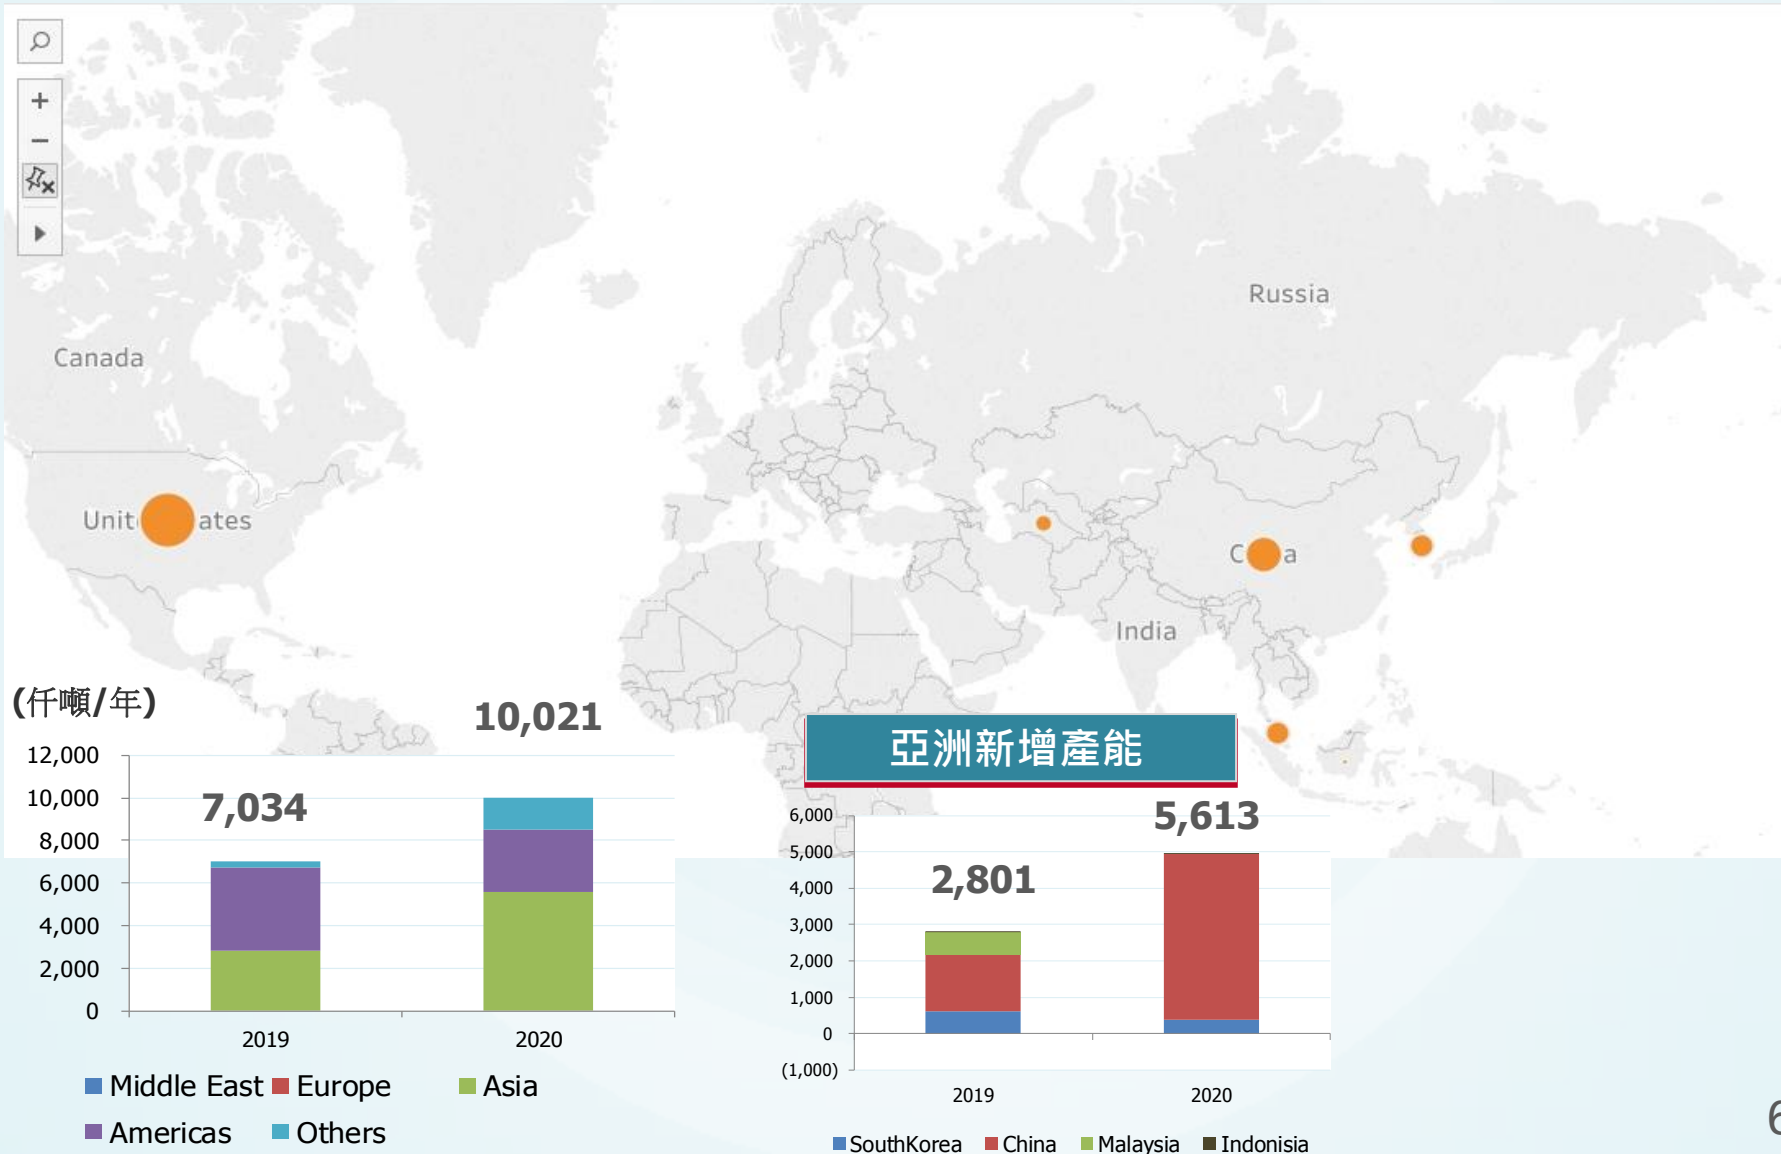 Russia
Canada
Unit ates
C a
India
(仟噸/年)
10,021
12,000
10,000
8,000
6,000
4,000
2,000
0
7,034
2019
2020
Middle East
Europe
Asia
Americas
Others
亞洲新增產能
6,000
5,000
4,000
3,000
2,000
1,000
0
(1,000)
5,613
2,801
2019
2020
SouthKorea
China
Malaysia
Indonisia
6